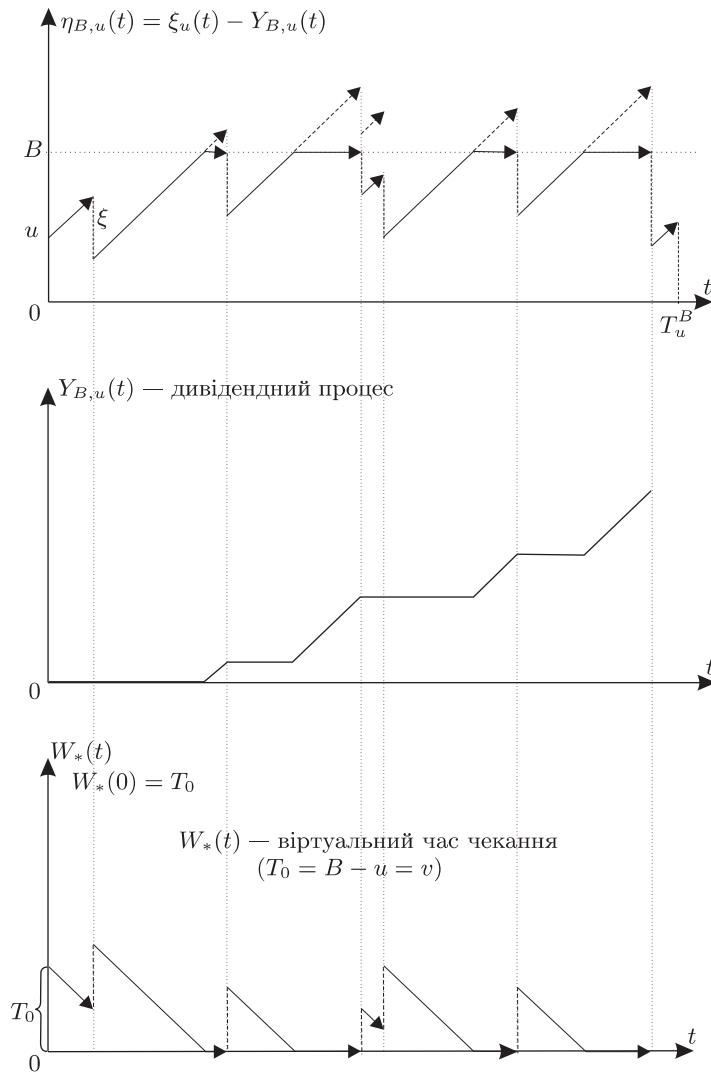 η_{B,u}(t) = ξ_u(t) − Y_{B,u}(t)
B
u
ξ
0
t
T_u^B
Y_{B,u}(t) — дивідендний процес
0
t
W_*(t)
W_*(0) = T_0
W_*(t) — віртуальний час чекання
(T_0 = B − u = v)
T_0
0
t